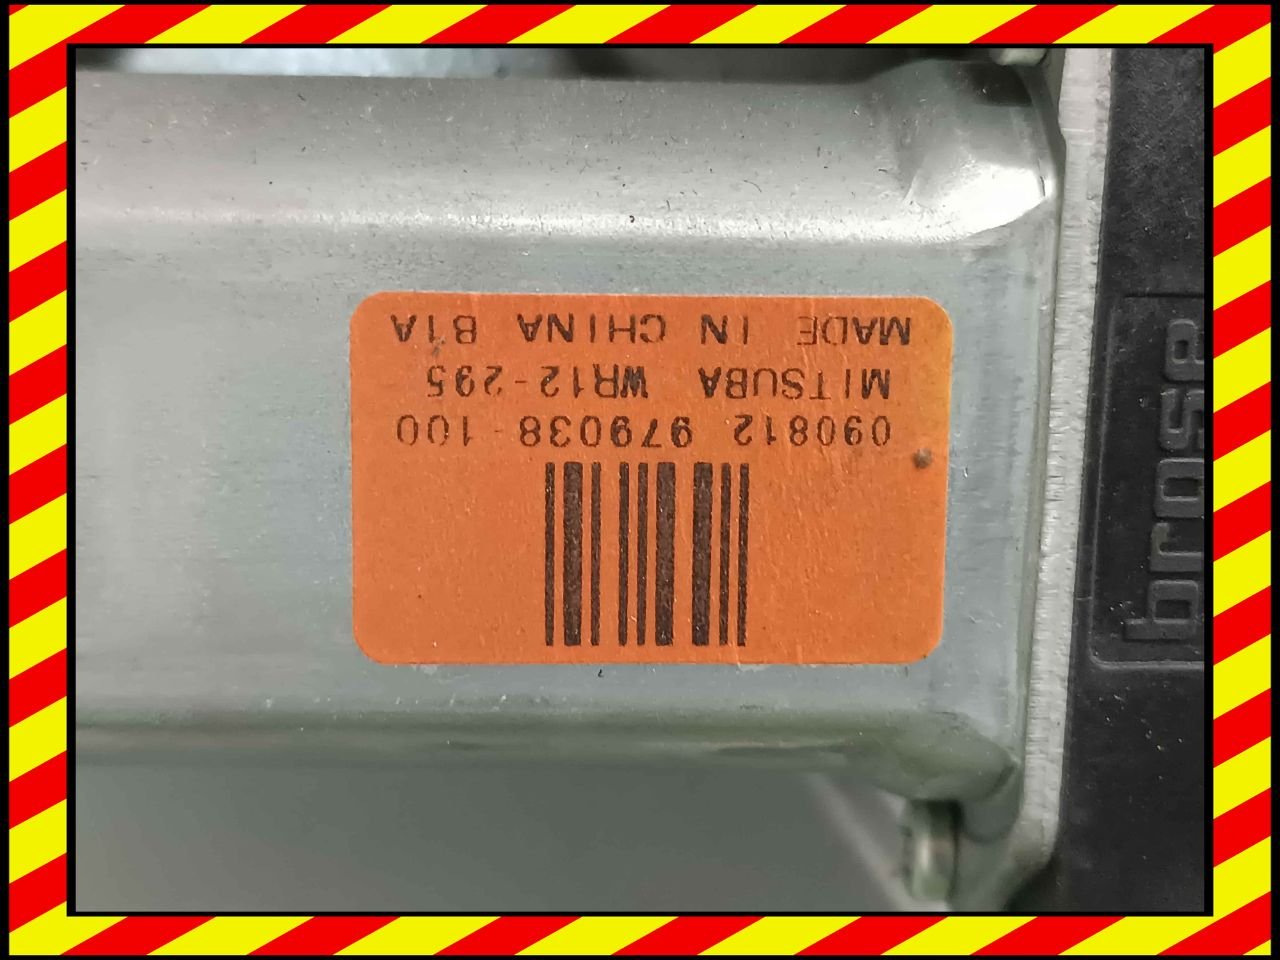 090812 979038-100
MITSUBA WR12-295
MADE IN CHINA B1A
brose